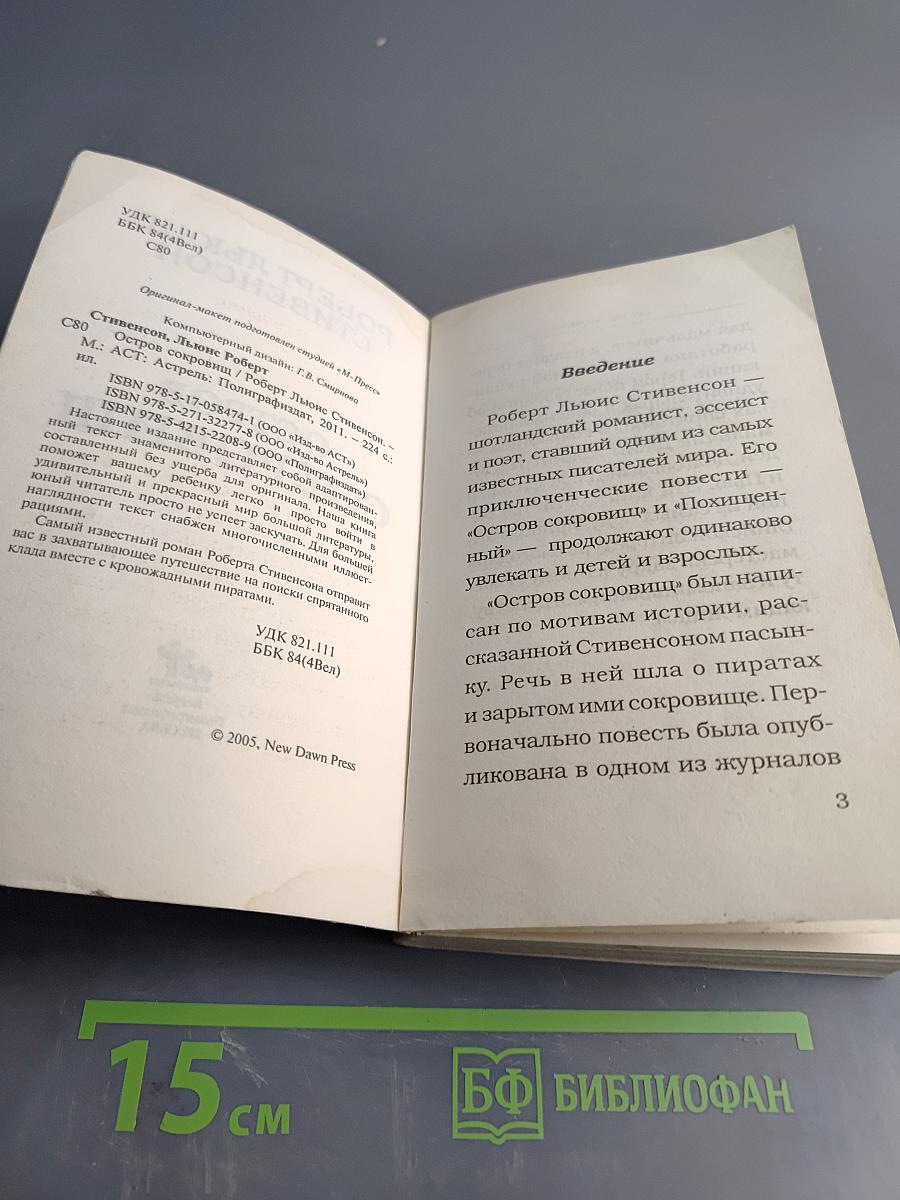 УДК 821.111
ББК 84(4Вел)
С80
Оригинал-макет подготовлен студией «М-Пресс»
Компьютерный дизайн: Г.В. Смирнова
Стивенсон, Льюис Роберт
С80 Остров сокровищ / Роберт Льюис Стивенсон. –
М.: АСТ: Астрель: Полиграфиздат, 2011. – 224 с.:
ил.
ISBN 978-5-17-058474-1 (ООО «Изд-во АСТ»)
ISBN 978-5-271-32277-8 (ООО «Изд-во Астрель»)
ISBN 978-5-4215-2208-9 (ООО «Полиграфиздат»)
Настоящее издание представляет собой адаптирован-
ный текст знаменитого литературного произведения,
составленный без ущерба для оригинала. Наша книга
поможет вашему ребенку легко и просто войти в
удивительный и прекрасный мир большой литературы,
юный читатель просто не успеет заскучать. Для большей
наглядности текст снабжен многочисленными иллюст-
рациями.
Самый известный роман Роберта Стивенсона отправит
вас в захватывающее путешествие на поиски спрятанного
клада вместе с кровожадными пиратами.
УДК 821.111
ББК 84(4Вел)
© 2005, New Dawn Press
Введение
Роберт Льюис Стивенсон —
шотландский романист, эссеист
и поэт, ставший одним из самых
известных писателей мира. Его
приключенческие повести —
«Остров сокровищ» и «Похищен-
ный» — продолжают одинаково
увлекать и детей и взрослых.
«Остров сокровищ» был напи-
сан по мотивам истории, рас-
сказанной Стивенсоном пасын-
ку. Речь в ней шла о пиратах
и зарытом ими сокровище. Пер-
воначально повесть была опуб-
ликована в одном из журналов
3
15 см
БФ БИБЛИОФАН